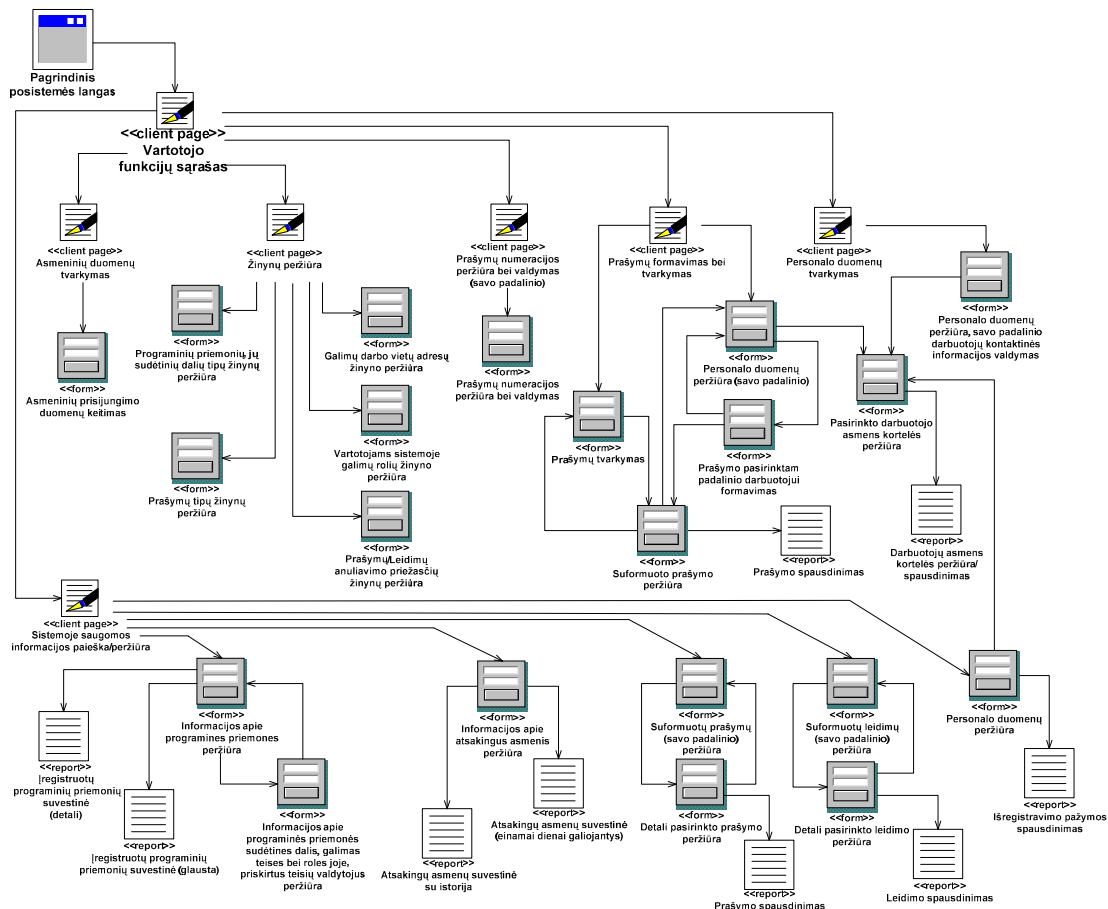 Pagrindinis
posistemės langas
<<client page>>
Vartotojo
funkcijų sąrašas
<<client page>>
Asmeninių duomenų
tvarkymas
<<client page>>
Žinynų peržiūra
<<client page>>
Prašymų numeracijos
peržiūra bei valdymas
(savo padalinio)
<<client page>>
Prašymų formavimas bei
tvarkymas
<<client page>>
Personalo duomenų
tvarkymas
<<form>>
Asmeninių prisijungimo
duomenų keitimas
<<form>>
Programinių priemonių, jų
sudėtinių dalių tipų žinynų
peržiūra
<<form>>
Galimų darbo vietų adresų
žinyno peržiūra
<<form>>
Prašymų numeracijos
peržiūra bei valdymas
<<form>>
Personalo duomenų
peržiūra (savo padalinio)
<<form>>
Personalo duomenų
peržiūra, savo padalinio
darbuotojų kontaktinės
informacijos valdymas
<<form>>
Pasirinkto darbuotojo
asmens kortelės
peržiūra
<<form>>
Vartotojams sistemoje
galimų rolių žinyno
peržiūra
<<form>>
Prašymų tvarkymas
<<form>>
Prašymo pasirinktam
padalinio darbuotojui
formavimas
<<form>>
Prašymų tipų žinynų
peržiūra
<<form>>
Prašymų/Leidimų
anuliavimo priežasčių
žinynų peržiūra
<<form>>
Suformuoto prašymo
peržiūra
<<report>>
Prašymo spausdinimas
<<report>>
Darbuotojų asmens
kortelės peržiūra/
spausdinimas
<<client page>>
Sistemoje saugomos
informacijos paieška/peržiūra
<<form>>
Informacijos apie
programines priemones
peržiūra
<<form>>
Informacijos apie
atsakingus asmenis
peržiūra
<<form>>
Suformuotų prašymų
(savo padalinio)
peržiūra
<<form>>
Suformuotų leidimų
(savo padalinio)
peržiūra
<<form>>
Personalo duomenų
peržiūra
<<report>>
Įregistruotų
programinių priemonių
suvestinė
(detali)
<<report>>
Įregistruotų programinių
priemonių suvestinė (glausta)
<<form>>
Informacijos apie
programinės priemonės
sudėtines dalis, galimas
teises bei roles joje,
priskirtus teisių valdytojus
peržiūra
<<report>>
Atsakingų asmenų suvestinė
su istorija
<<report>>
Atsakingų asmenų suvestinė
(einamai dienai galiojantys)
<<form>>
Detali pasirinkto prašymo
peržiūra
<<report>>
Prašymo spausdinimas
<<form>>
Detali pasirinkto leidimo
peržiūra
<<report>>
Leidimo spausdinimas
<<report>>
Išregistravimo pažymos
spausdinimas